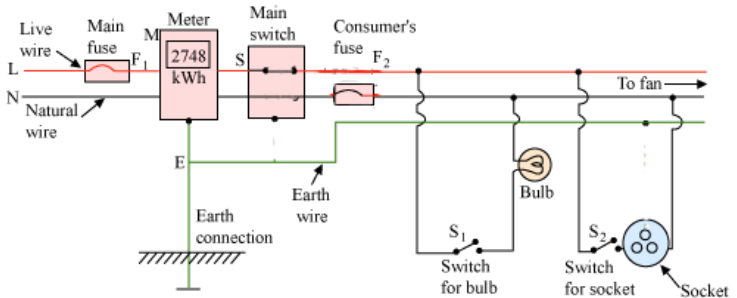 Live
wire
Main
fuse
Meter
M
Main
switch
Consumer's
fuse
F₁
2748
kWh
S
F₂
L
N
Natural
wire
To fan
E
Earth
wire
Bulb
Earth
connection
S₁
Switch
for bulb
S₂
Switch
for socket
Socket